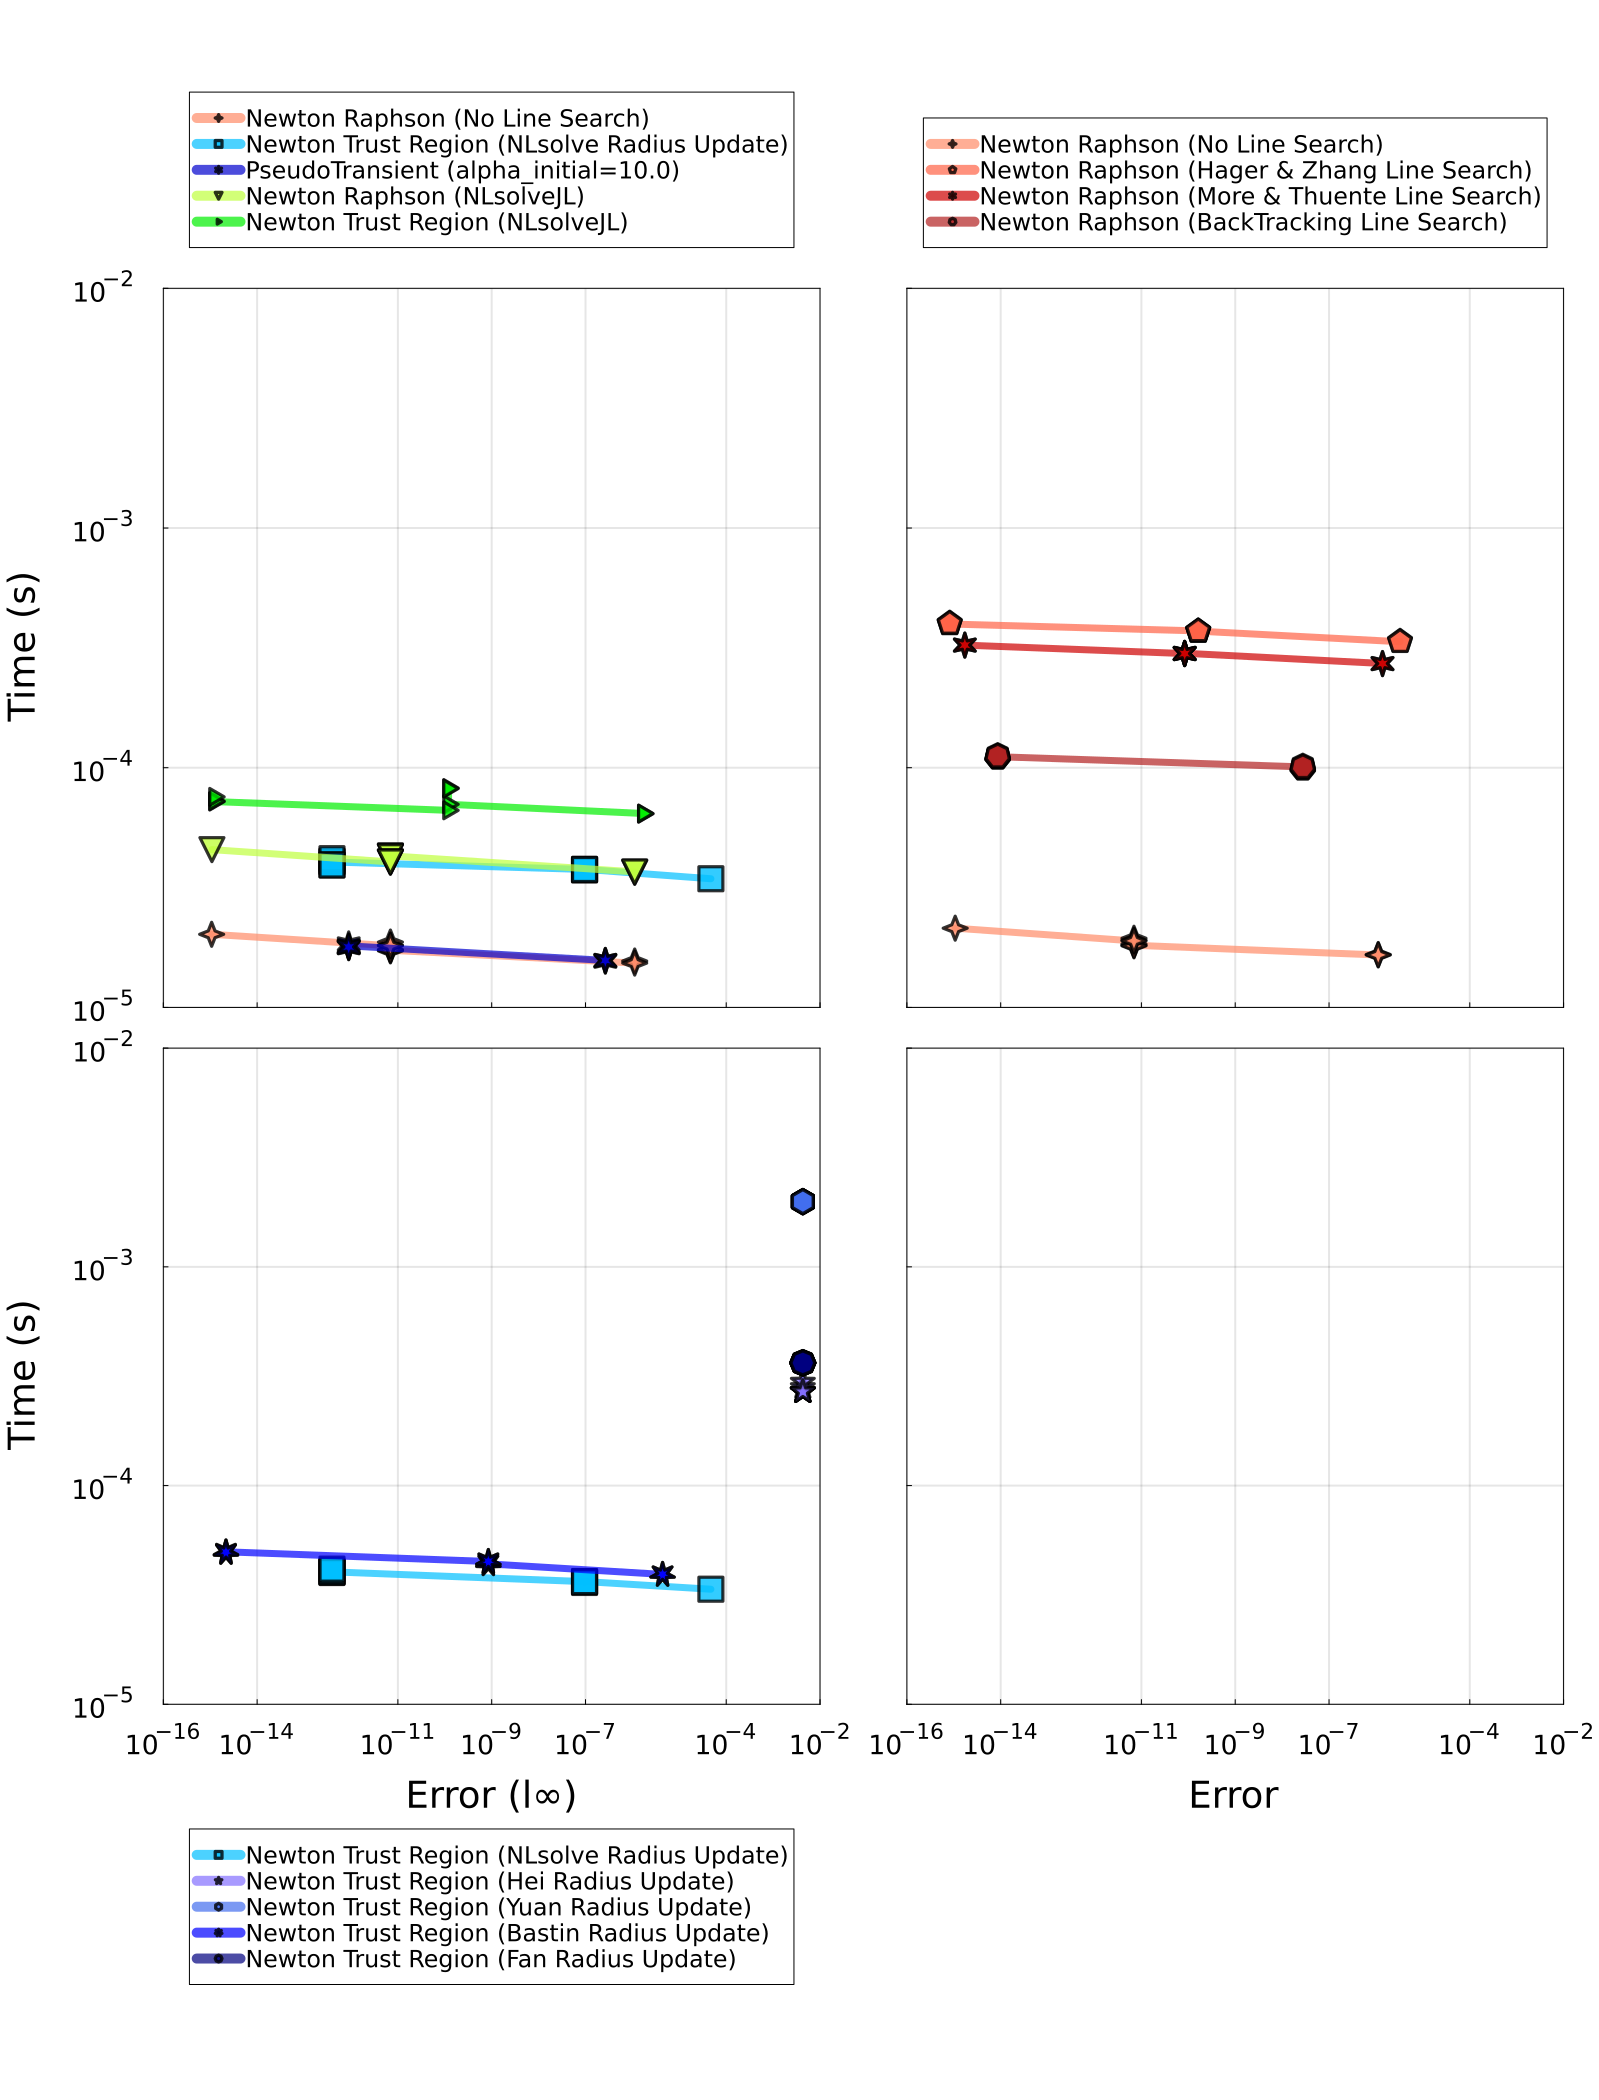 Newton Raphson (No Line Search)
Newton Trust Region (NLsolve Radius Update)
PseudoTransient (alpha_initial=10.0)
Newton Raphson (NLsolveJL)
Newton Trust Region (NLsolveJL)
Newton Raphson (No Line Search)
Newton Raphson (Hager & Zhang Line Search)
Newton Raphson (More & Thuente Line Search)
Newton Raphson (BackTracking Line Search)
10⁻²
10⁻³
10⁻⁴
10⁻⁵
Time (s)
10⁻²
10⁻³
10⁻⁴
10⁻⁵
Time (s)
10⁻¹⁶ 10⁻¹⁴ 10⁻¹¹ 10⁻⁹ 10⁻⁷ 10⁻⁴ 10⁻²
Error (l∞)
10⁻¹⁶ 10⁻¹⁴ 10⁻¹¹ 10⁻⁹ 10⁻⁷ 10⁻⁴ 10⁻²
Error
Newton Trust Region (NLsolve Radius Update)
Newton Trust Region (Hei Radius Update)
Newton Trust Region (Yuan Radius Update)
Newton Trust Region (Bastin Radius Update)
Newton Trust Region (Fan Radius Update)